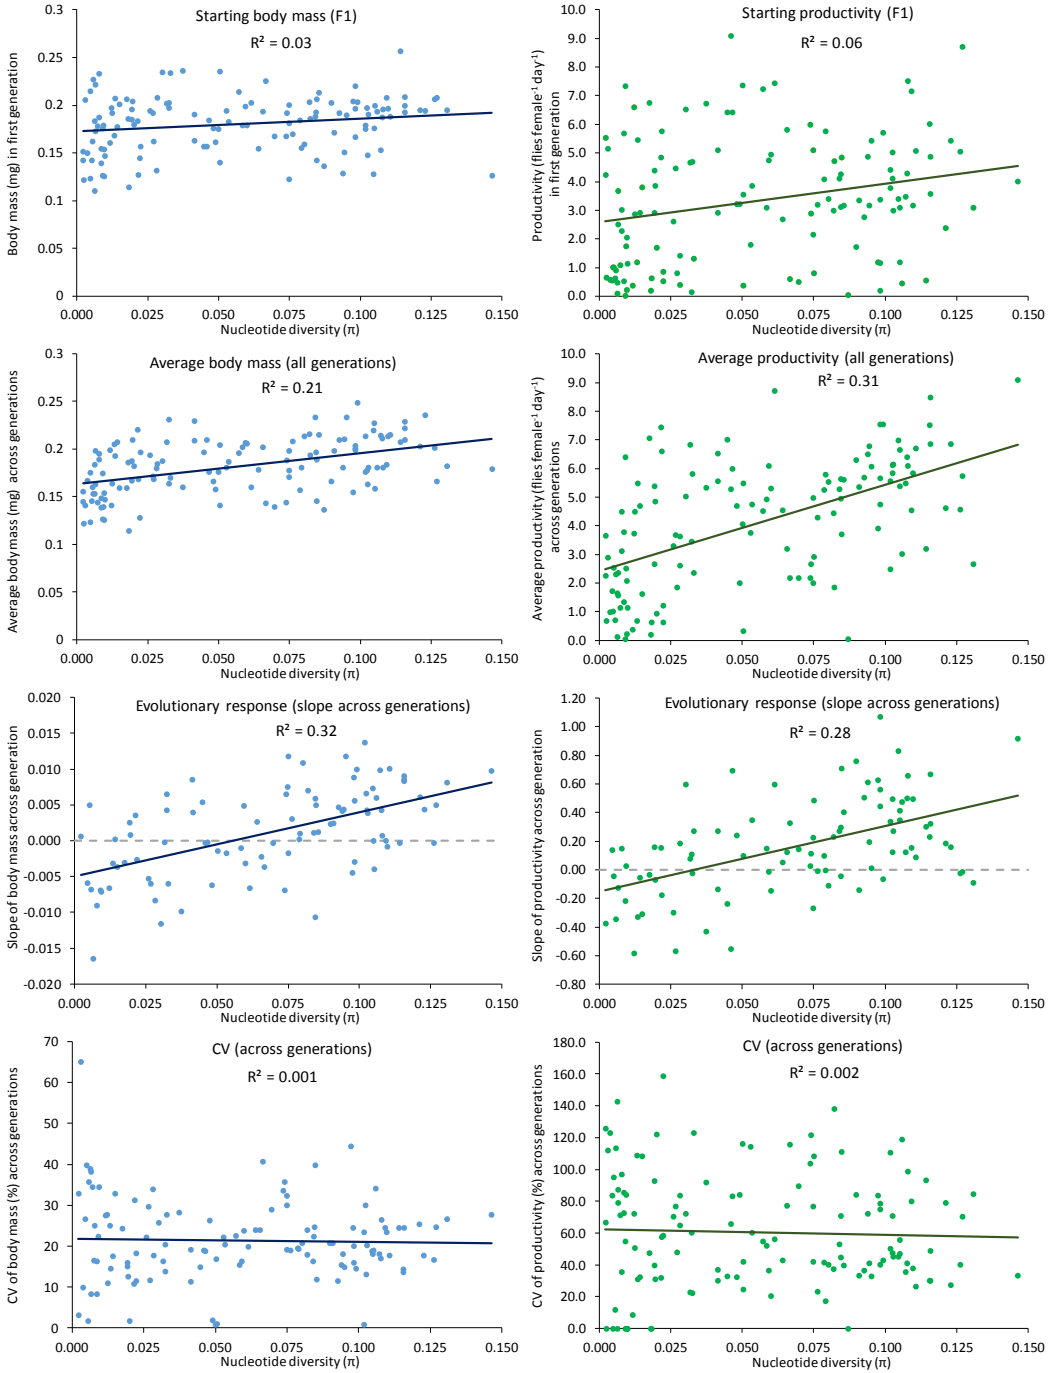 Starting body mass (F1)
R² = 0.03
Body mass (mg) in first generation
0.3
0.25
0.2
0.15
0.1
0.05
0
0.000 0.025 0.050 0.075 0.100 0.125 0.150
Nucleotide diversity (π)
Starting productivity (F1)
R² = 0.06
Productivity (flies female⁻¹ day⁻¹)
in first generation
10.0
9.0
8.0
7.0
6.0
5.0
4.0
3.0
2.0
1.0
0.0
0.000 0.025 0.050 0.075 0.100 0.125 0.150
Nucleotide diversity (π)
Average body mass (all generations)
R² = 0.21
Average body mass (mg) across generations
0.3
0.25
0.2
0.15
0.1
0.05
0
0.000 0.025 0.050 0.075 0.100 0.125 0.150
Nucleotide diversity (π)
Average productivity (all generations)
R² = 0.31
Average productivity (flies female⁻¹ day⁻¹)
across generations
10.0
9.0
8.0
7.0
6.0
5.0
4.0
3.0
2.0
1.0
0.0
0.000 0.025 0.050 0.075 0.100 0.125 0.150
Nucleotide diversity (π)
Evolutionary response (slope across generations)
R² = 0.32
Slope of body mass across generation
0.020
0.015
0.010
0.005
0.000
-0.005
-0.010
-0.015
-0.020
0.000 0.025 0.050 0.075 0.100 0.125 0.150
Nucleotide diversity (π)
Evolutionary response (slope across generations)
R² = 0.28
Slope of productivity across generation
1.20
1.00
0.80
0.60
0.40
0.20
0.00
-0.20
-0.40
-0.60
-0.80
0.000 0.025 0.050 0.075 0.100 0.125 0.150
Nucleotide diversity (π)
CV (across generations)
R² = 0.001
CV of body mass (%) across generations
70
60
50
40
30
20
10
0
0.000 0.025 0.050 0.075 0.100 0.125 0.150
Nucleotide diversity (π)
CV (across generations)
R² = 0.002
CV of productivity (%) across generations
180.0
160.0
140.0
120.0
100.0
80.0
60.0
40.0
20.0
0.0
0.000 0.025 0.050 0.075 0.100 0.125 0.150
Nucleotide diversity (π)